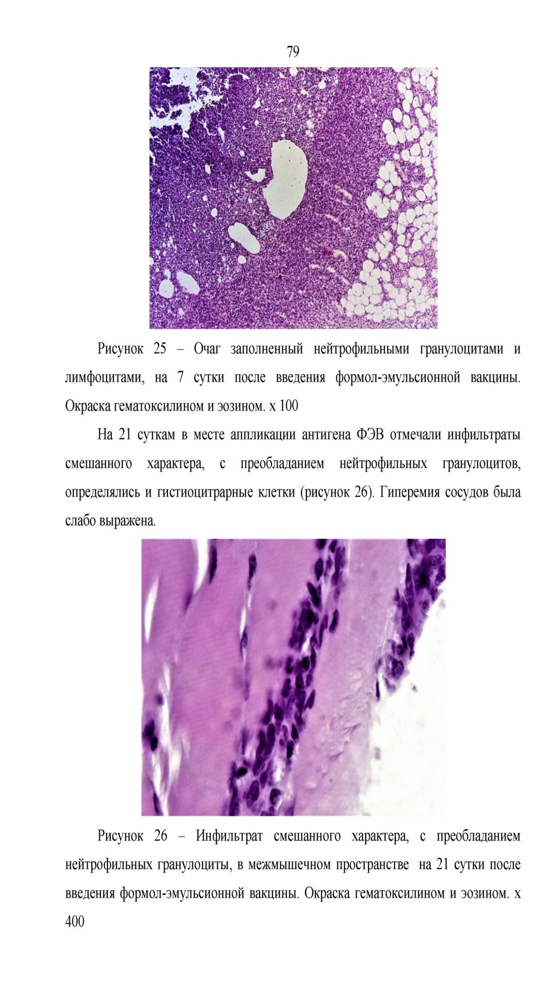 79
Рисунок 25 – Очаг заполненный нейтрофильными гранулоцитами и
лимфоцитами, на 7 сутки после введения формол-эмульсионной вакцины.
Окраска гематоксилином и эозином. х 100
На 21 суткам в месте аппликации антигена ФЭВ отмечали инфильтраты
смешанного характера, с преобладанием нейтрофильных гранулоцитов,
определялись и гистиоцитрарные клетки (рисунок 26). Гиперемия сосудов была
слабо выражена.
Рисунок 26 – Инфильтрат смешанного характера, с преобладанием
нейтрофильных гранулоциты, в межмышечном пространстве на 21 сутки после
введения формол-эмульсионной вакцины. Окраска гематоксилином и эозином. х
400